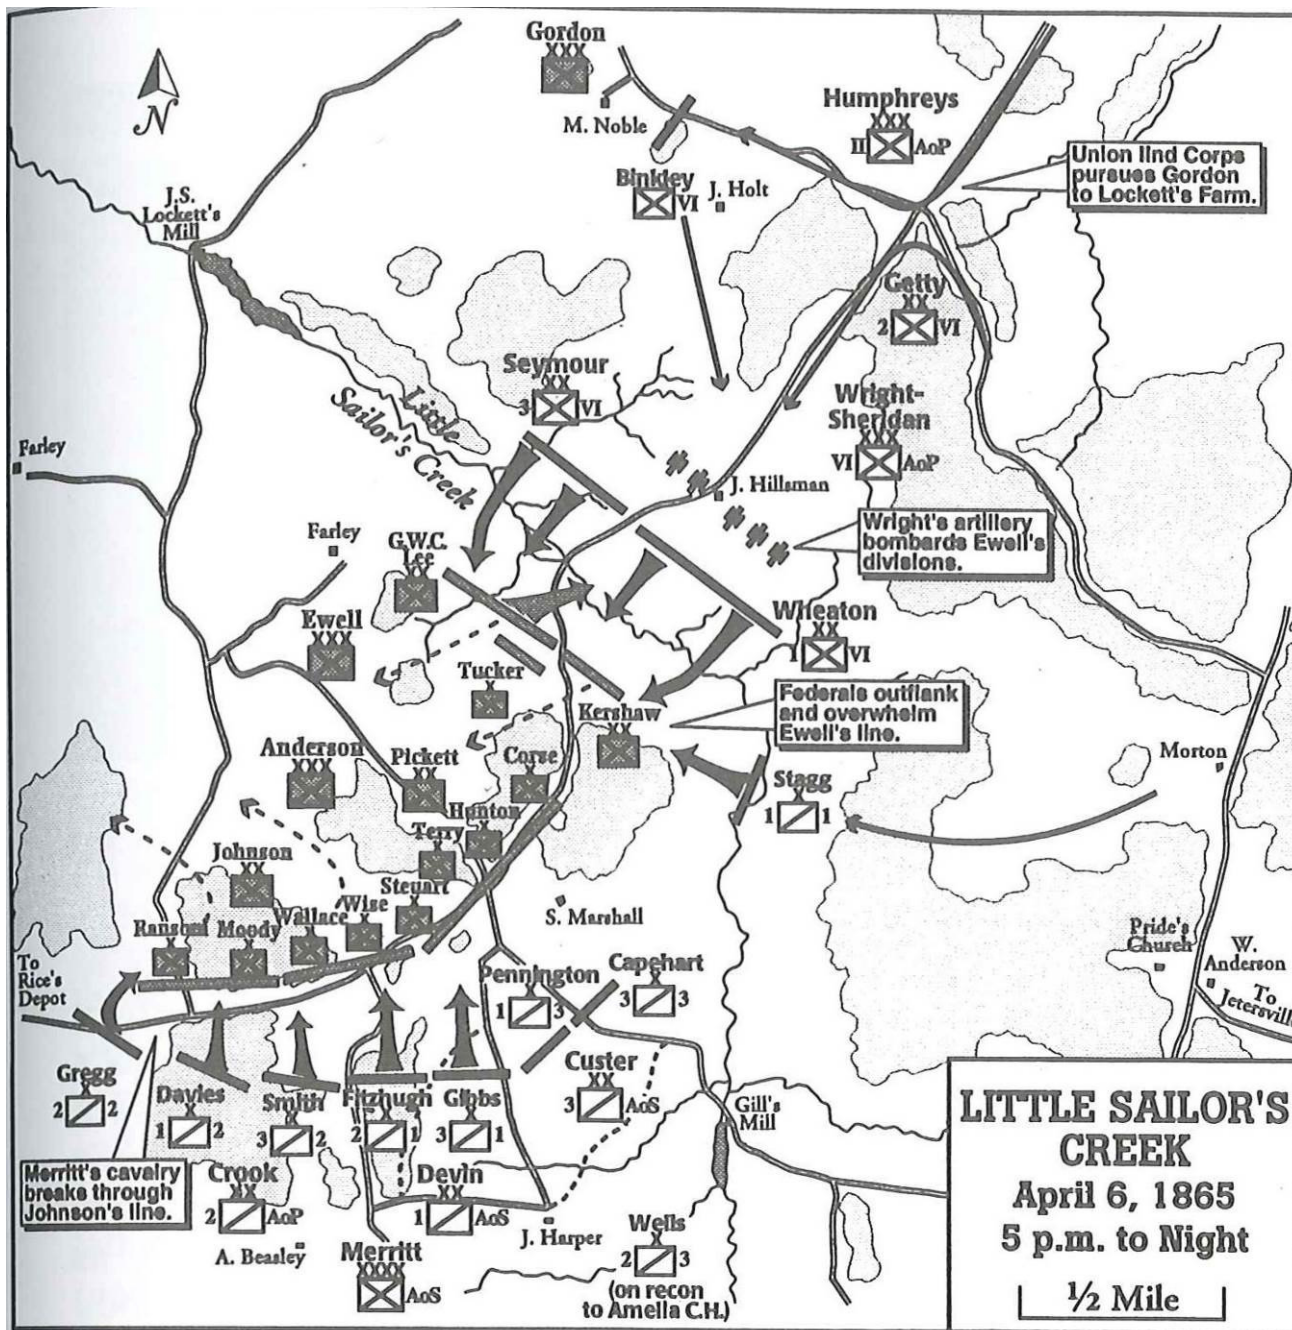 Gordon
XXX
M. Noble
N
Humphreys
XXX
II AoP
Union IInd Corps
pursues Gordon
to Lockett's Farm.
Binkley
X
VI
J. Holt
J.S.
Lockett's
Mill
Getty
XX
2 VI
Seymour
XX
3 VI
Little
Sailor's Creek
Wright-
Sheridan
XXX
VI AoP
Farley
J. Hillsman
Wright's artillery
bombards Ewell's
divisions.
Farley
G.W.C.
Lee
XX
Ewell
XXX
Wheaton
XX
1 VI
Tucker
X
Kershaw
XX
Federals outflank
and overwhelm
Ewell's line.
Anderson
XXX
Pickett
XX
Corse
X
Morton
Stagg
X
1 1
Hunton
X
Terry
X
Johnson
XX
Steuart
X
Wise
X
Wallace
X
Moody
X
Ransom
X
S. Marshall
To
Rice's
Depot
Pride's
Church
W.
Anderson
To
Jetersville
Pennington
X
1 3
Capehart
X
3 3
Custer
XX
3 AoS
Gregg
X
2 2
Davies
X
1 2
Smith
X
3 2
Fitzhugh
X
2 1
Gibbs
X
3 1
Gill's
Mill
Merritt's cavalry
breaks through
Johnson's line.
Crook
XX
2 AoP
Devin
XX
1 AoS
A. Beasley
J. Harper
Merritt
XXXX
AoS
Wells
X
2 3
(on recon
to Amelia C.H.)
LITTLE SAILOR'S
CREEK
April 6, 1865
5 p.m. to Night
½ Mile